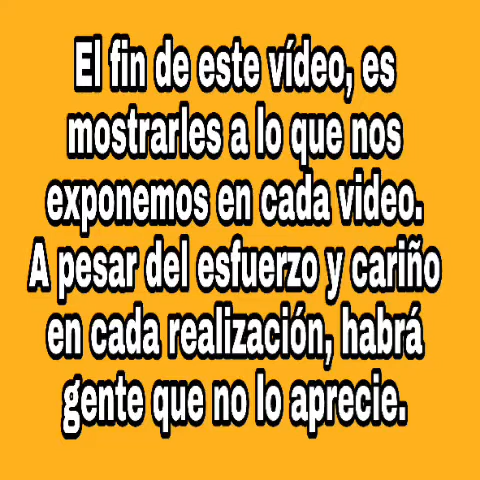 El fin de este vídeo, es
mostrarles a lo que nos
exponemos en cada video.
A pesar del esfuerzo y cariño
en cada realización, habrá
gente que no lo aprecie.